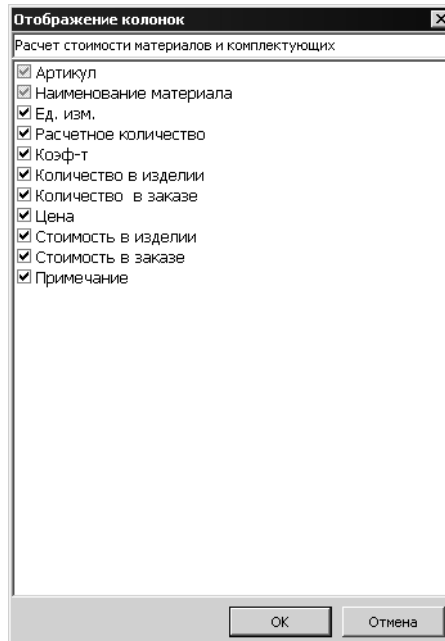 Отображение колонок
Расчет стоимости материалов и комплектующих
Артикул
Наименование материала
Ед. изм.
Расчетное количество
Коэф-т
Количество в изделии
Количество в заказе
Цена
Стоимость в изделии
Стоимость в заказе
Примечание
ОК Отмена